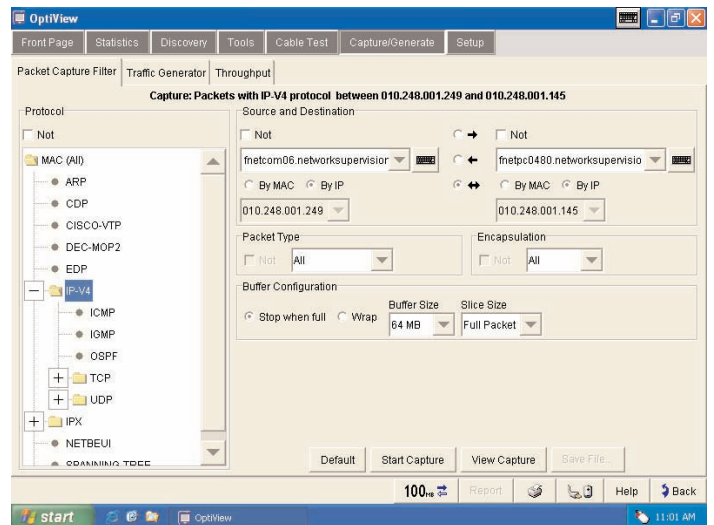 OptiView
Front Page Statistics Discovery Tools Cable Test Capture/Generate Setup
Packet Capture Filter Traffic Generator Throughput
Capture: Packets with IP-V4 protocol between 010.248.001.249 and 010.248.001.145
Protocol
Not
MAC (All)
ARP
CDP
CISCO-VTP
DEC-MOP2
EDP
IP-V4
ICMP
IGMP
OSPF
TCP
UDP
IPX
NETBEUI
SPANNING TREE
Source and Destination
Not
fnetcom06.networksupervisior
By MAC By IP
010.248.001.249
Not
fnetpc0480.networksupervisio
By MAC By IP
010.248.001.145
Packet Type
Not All
Encapsulation
Not All
Buffer Configuration
Stop when full Wrap
Buffer Size
64 MB
Slice Size
Full Packet
Default Start Capture View Capture Save File...
100 MB Report Help Back
start OptiView 11:01 AM